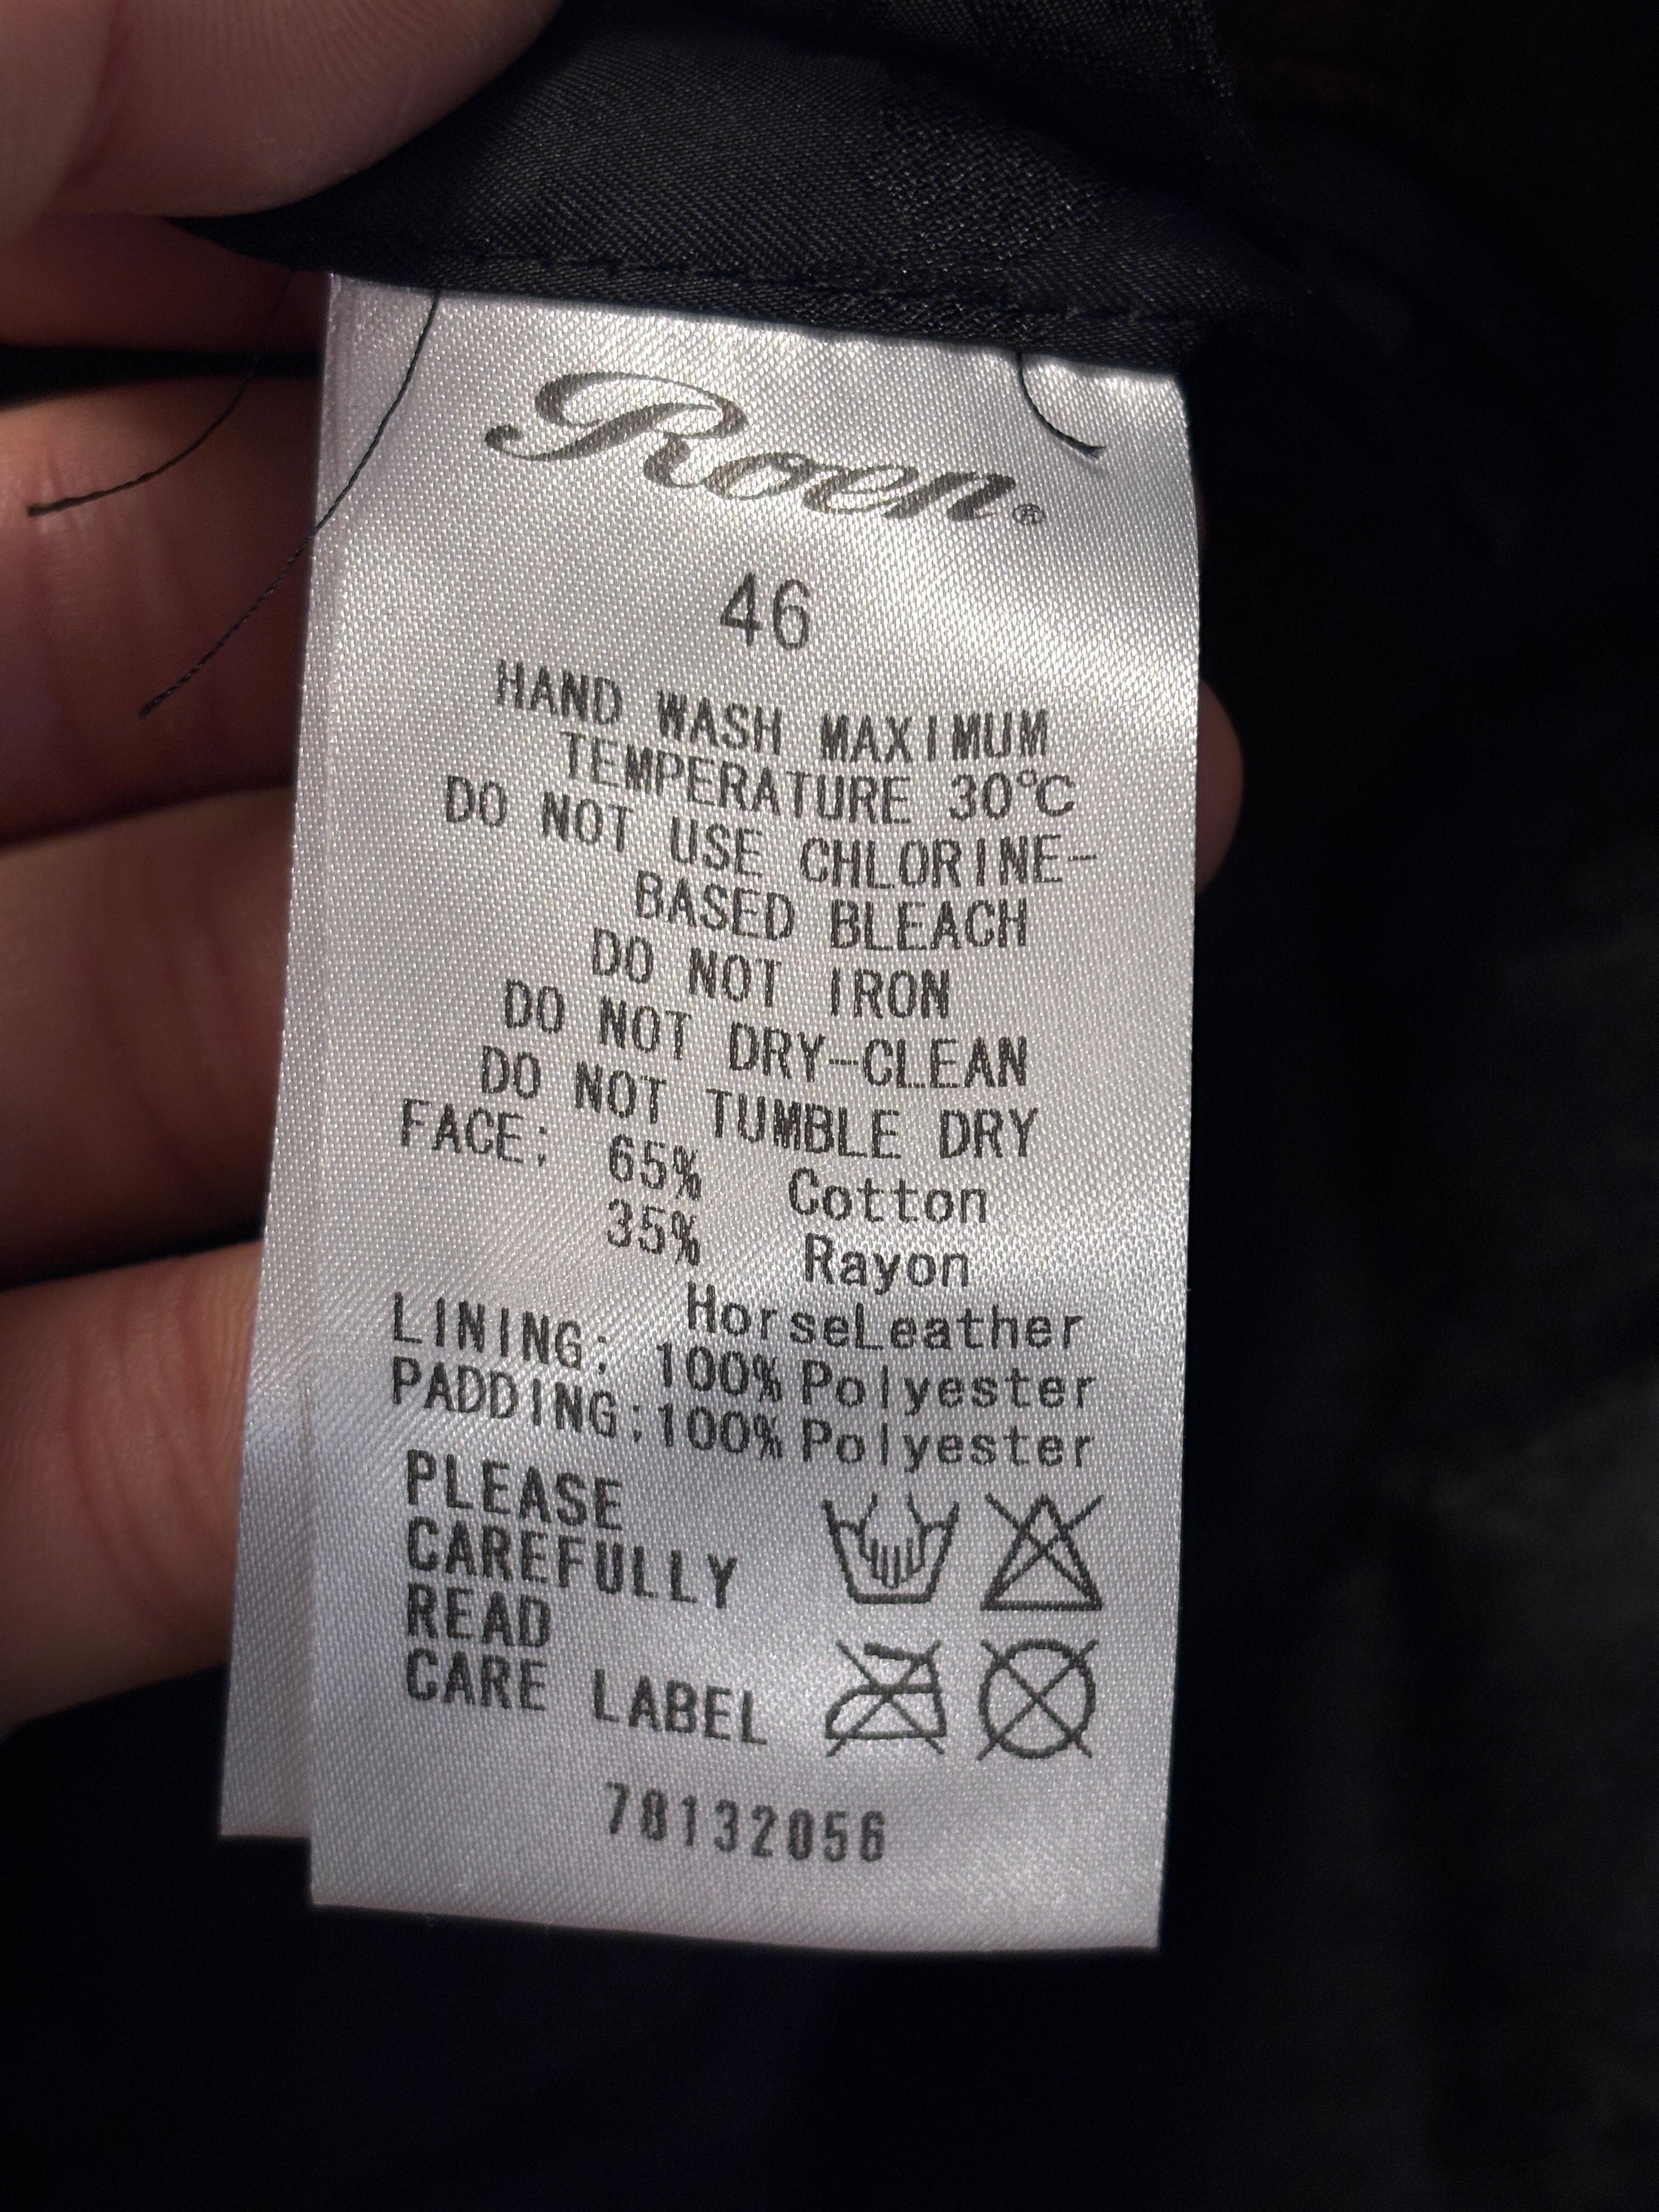 Roen®
46
HAND WASH MAXIMUM
TEMPERATURE 30℃
DO NOT USE CHLORINE-
BASED BLEACH
DO NOT IRON
DO NOT DRY-CLEAN
DO NOT TUMBLE DRY
FACE: 65% Cotton
35% Rayon
HorseLeather
LINING: 100% Polyester
PADDING:100% Polyester
PLEASE
CAREFULLY
READ
CARE LABEL
78132056